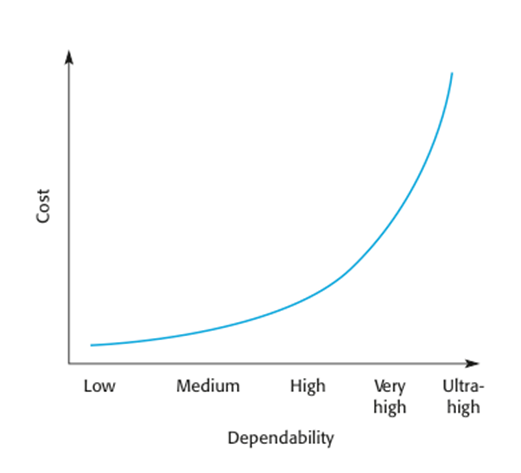 Cost
Low
Medium
High
Very
high
Ultra-
high
Dependability